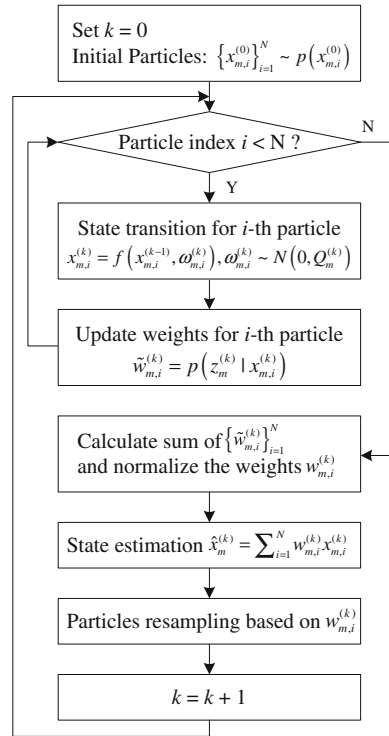 Set k = 0
Initial Particles: {x_{m,i}^{(0)}}_{i=1}^{N} ~ p(x_{m,i}^{(0)})
Particle index i < N ?
N
Y
State transition for i-th particle
x_{m,i}^{(k)} = f(x_{m,i}^{(k-1)}, ω_{m,i}^{(k)}), ω_{m,i}^{(k)} ~ N(0, Q_m^{(k)})
Update weights for i-th particle
w̃_{m,i}^{(k)} = p(z_m^{(k)} | x_{m,i}^{(k)})
Calculate sum of {w̃_{m,i}^{(k)}}_{i=1}^{N}
and normalize the weights w_{m,i}^{(k)}
State estimation x̂_m^{(k)} = ∑_{i=1}^{N} w_{m,i}^{(k)} x_{m,i}^{(k)}
Particles resampling based on w_{m,i}^{(k)}
k = k + 1